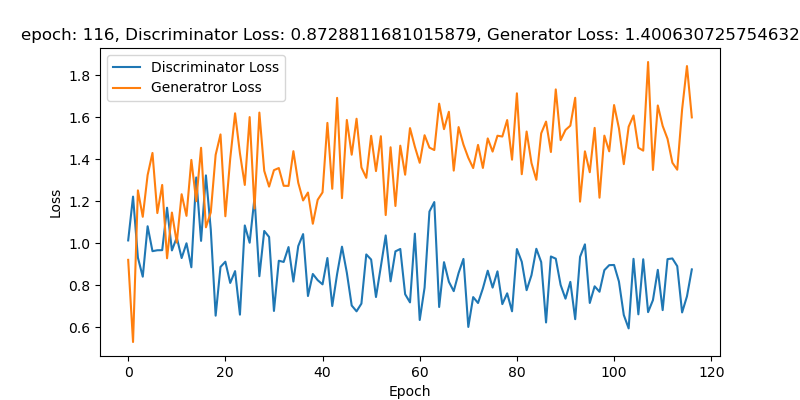 epoch: 116, Discriminator Loss: 0.8728811681015879, Generator Loss: 1.400630725754632
Discriminator Loss
Generatror Loss
1.8
1.6
1.4
1.2
1.0
0.8
0.6
Loss
0 20 40 60 80 100 120
Epoch